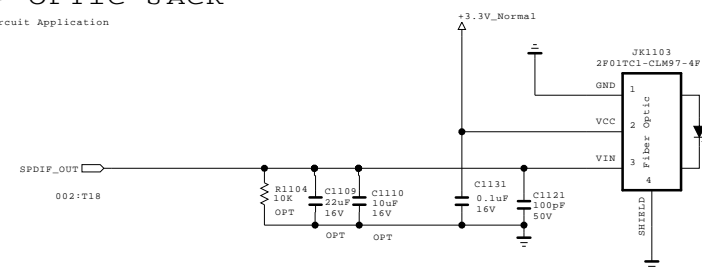 OPTIC JACK
rcuit Application
+3.3V_Normal
JK1103
2F01TC1-CLM97-4F
GND
1
VCC
2
VIN
3
4
Fiber Optic
SHIELD
SPDIF_OUT
002:T18
R1104
10K
OPT
C1109
22uF
16V
OPT
C1110
10uF
16V
OPT
C1131
0.1uF
16V
C1121
100pF
50V